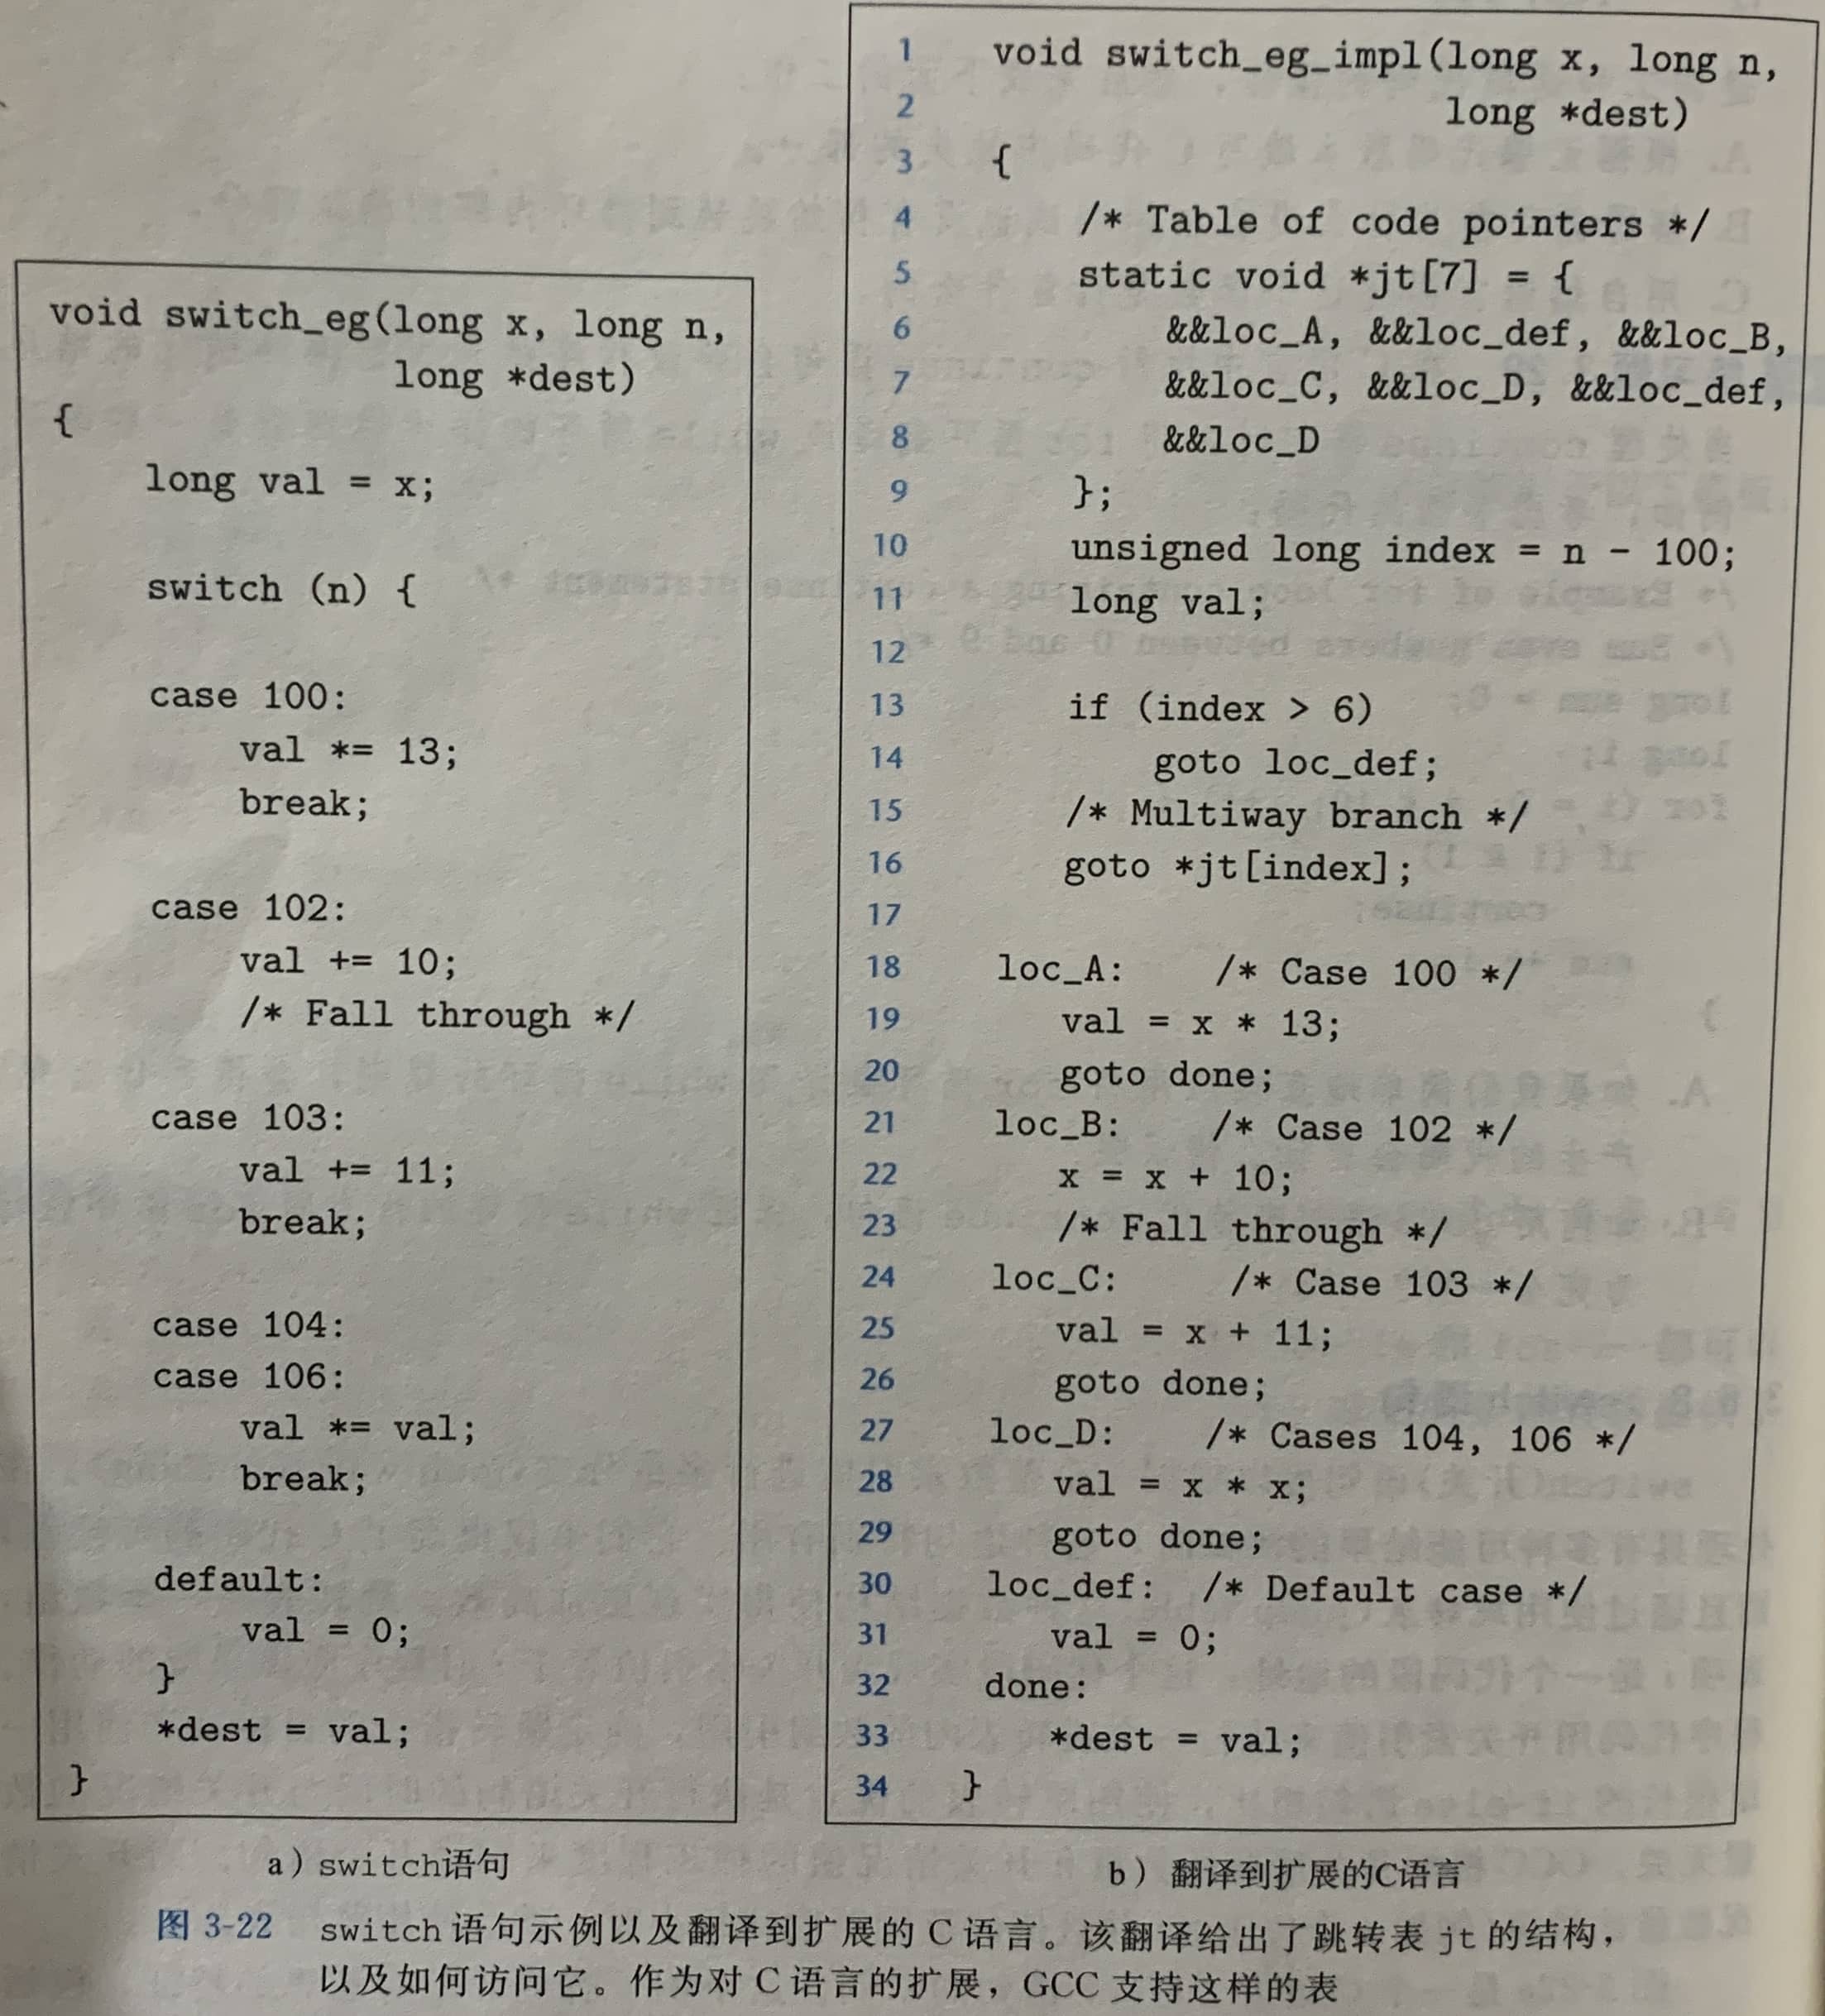 void switch_eg(long x, long n,
long *dest)
{
long val = x;
switch (n) {
case 100:
val *= 13;
break;
case 102:
val += 10;
/* Fall through */
case 103:
val += 11;
break;
case 104:
case 106:
val *= val;
break;
default:
val = 0;
}
*dest = val;
}
a) switch语句
1 void switch_eg_impl(long x, long n,
2 long *dest)
3 {
4 /* Table of code pointers */
5 static void *jt[7] = {
6 &&loc_A, &&loc_def, &&loc_B,
7 &&loc_C, &&loc_D, &&loc_def,
8 &&loc_D
9 };
10 unsigned long index = n - 100;
11 long val;
12
13 if (index > 6)
14 goto loc_def;
15 /* Multiway branch */
16 goto *jt[index];
17
18 loc_A: /* Case 100 */
19 val = x * 13;
20 goto done;
21 loc_B: /* Case 102 */
22 x = x + 10;
23 /* Fall through */
24 loc_C: /* Case 103 */
25 val = x + 11;
26 goto done;
27 loc_D: /* Cases 104, 106 */
28 val = x * x;
29 goto done;
30 loc_def: /* Default case */
31 val = 0;
32 done:
33 *dest = val;
34 }
b) 翻译到扩展的C语言
图 3-22 switch 语句示例以及翻译到扩展的 C 语言。该翻译给出了跳转表 jt 的结构，
以及如何访问它。作为对 C 语言的扩展，GCC 支持这样的表